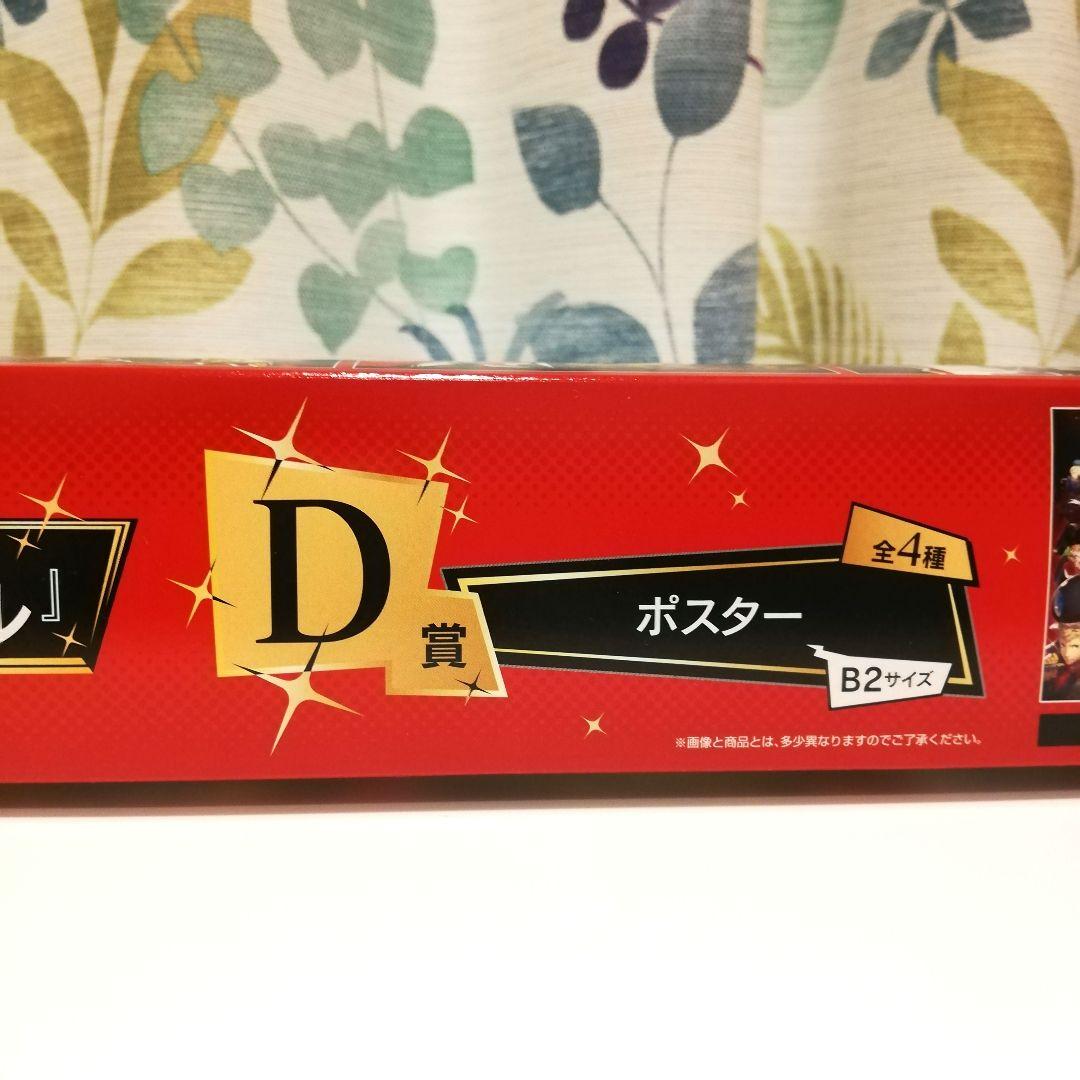 ル』
D
賞
全4種
ポスター
B2サイズ
※画像と商品とは、多少異なりますのでご了承ください。